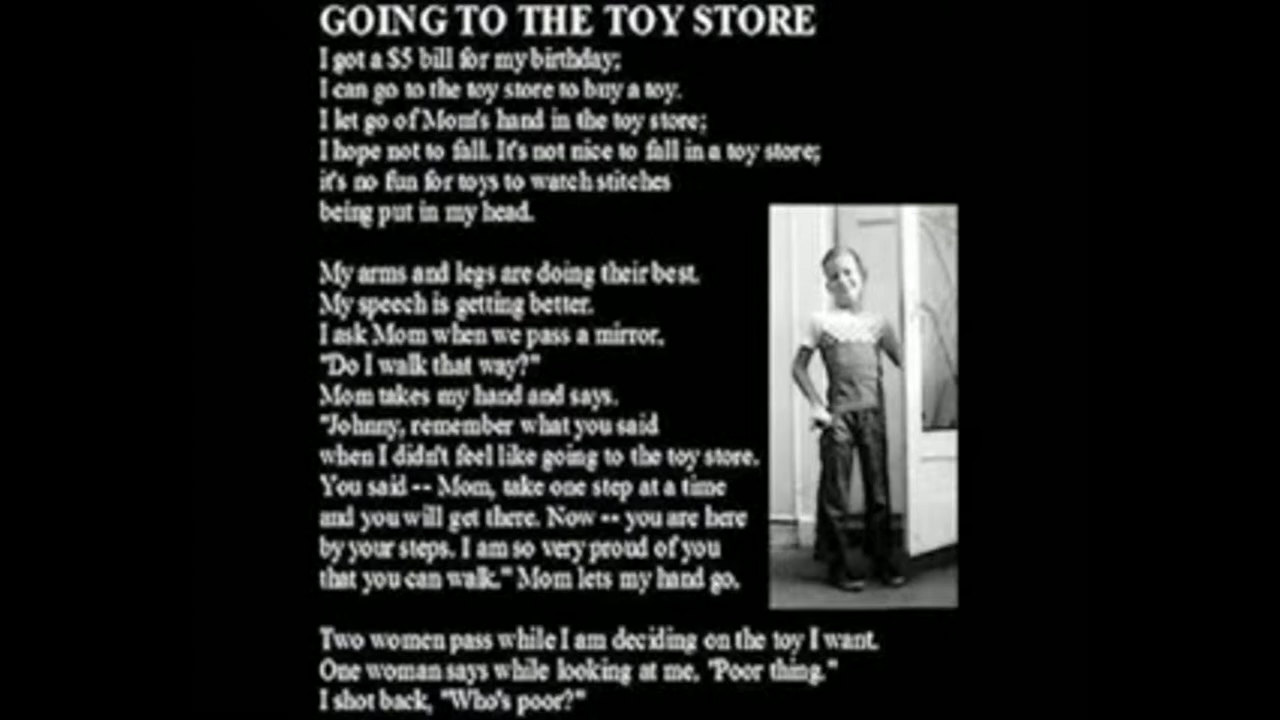 GOING TO THE TOY STORE
I got a $5 bill for my birthday;
I can go to the toy store to buy a toy.
I let go of Mom's hand in the toy store;
I hope not to fall. It's not nice to fall in a toy store;
it's no fun for toys to watch stitches
being put in my head.
My arms and legs are doing their best.
My speech is getting better.
I ask Mom when we pass a mirror,
"Do I walk that way?"
Mom takes my hand and says,
"Johnny, remember what you said
when I didn't feel like going to the toy store.
You said -- Mom, take one step at a time
and you will get there. Now -- you are here
by your steps. I am so very proud of you
that you can walk." Mom lets my hand go.
Two women pass while I am deciding on the toy I want.
One woman says while looking at me, "Poor thing."
I shot back, "Who's poor?"